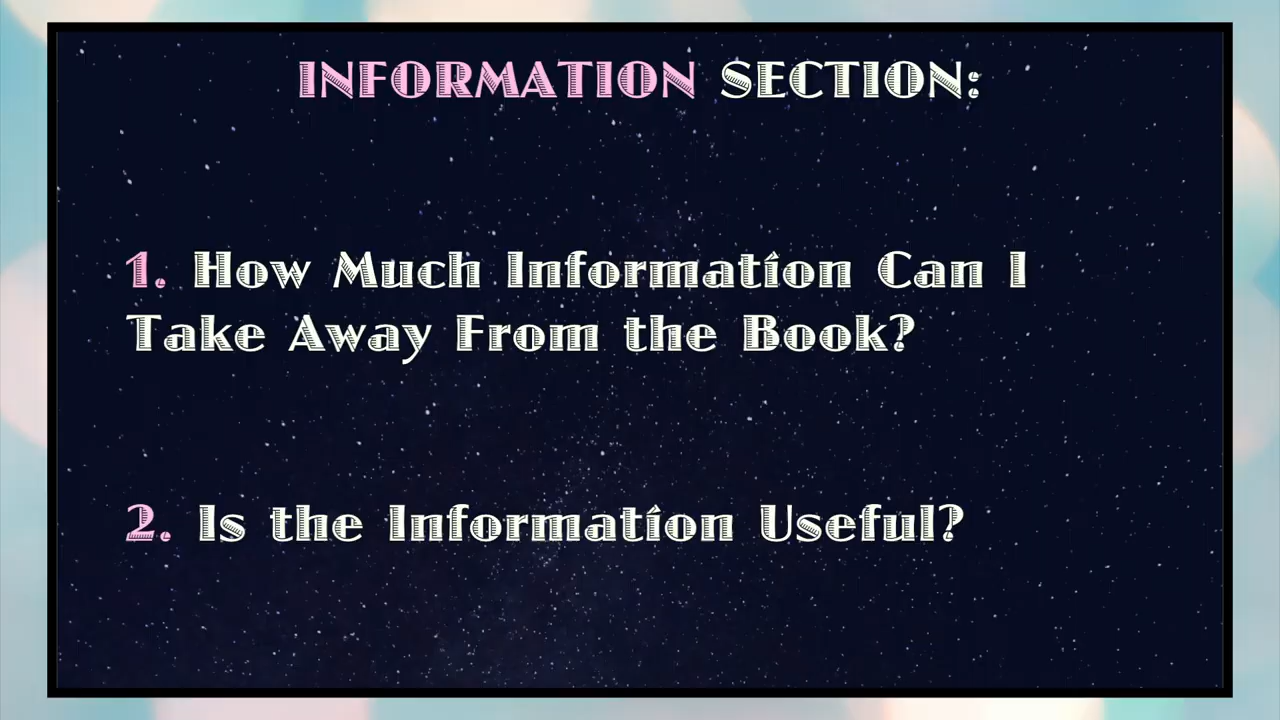 INFORMATION SECTION:
1. How Much Information Can I
Take Away From the Book?
2. Is the Information Useful?